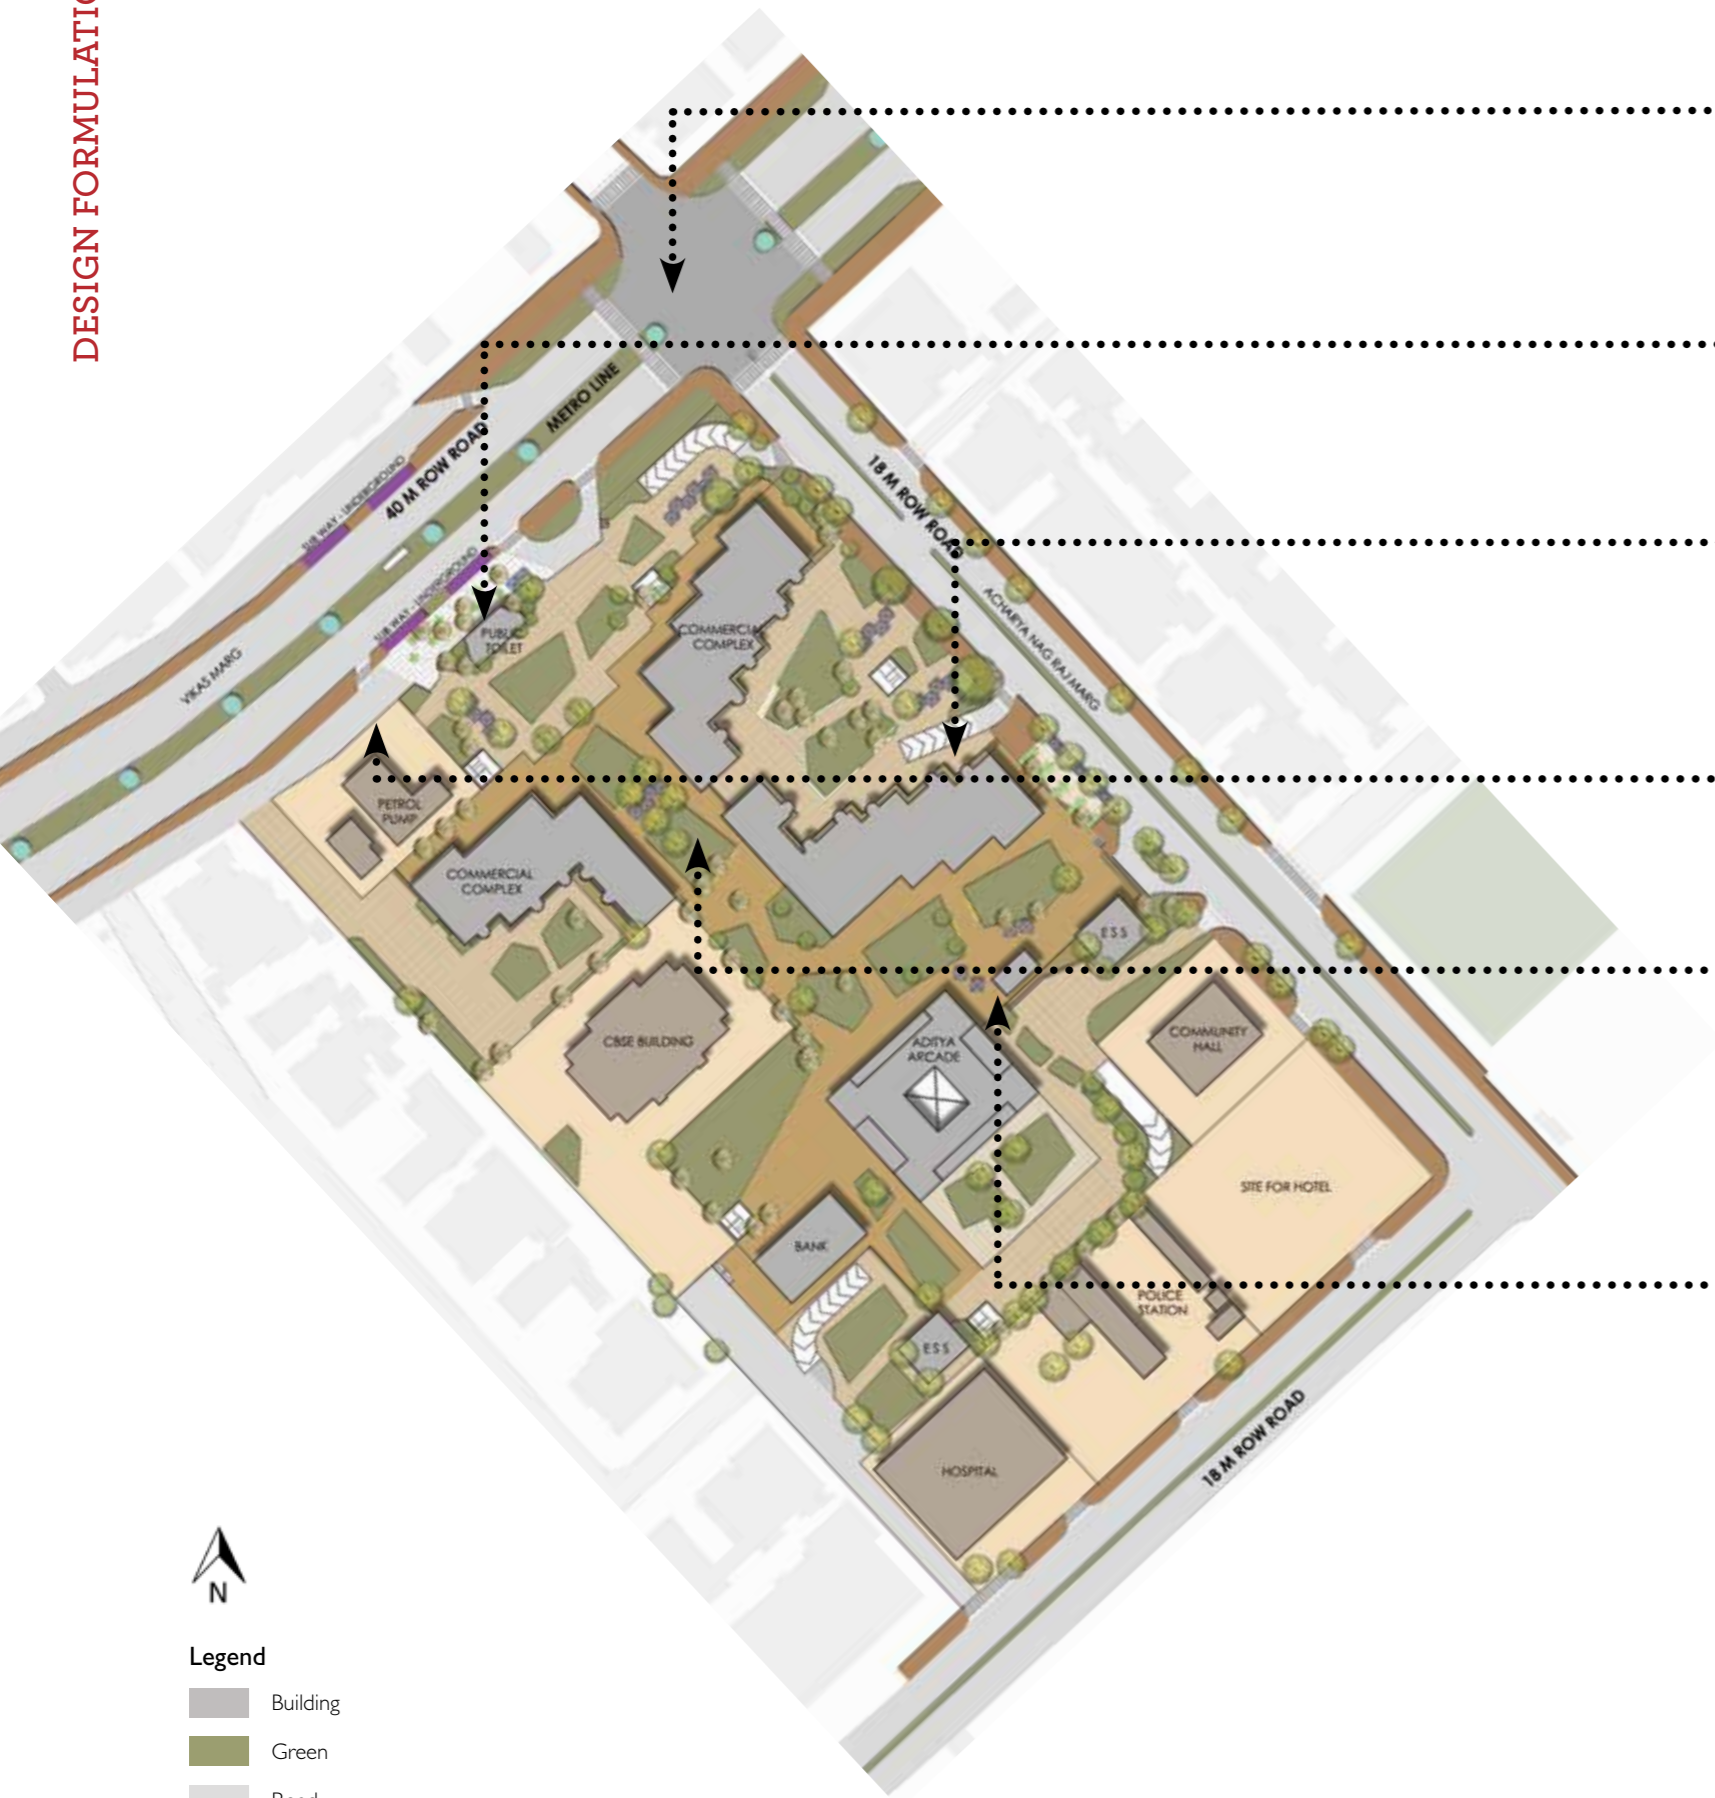 DESIGN FORMULATIO
METRO LINE
40 M ROW ROAD
SUB WAY - UNDERGROUND
18 M ROW ROAD
SUB WAY - UNDERGROUND
ACHARYA NAG RAJ MARG
COMMERCIAL
COMPLEX
PUBLIC
TOILET
VIKAS MARG
PETROL
PUMP
COMMERCIAL
COMPLEX
ESS
CBSE BUILDING
ADITYA
ARCADE
COMMUNITY
HALL
SITE FOR HOTEL
BANK
POLICE
STATION
ESS
18 M ROW ROAD
HOSPITAL
N
Legend
Building
Green
Road